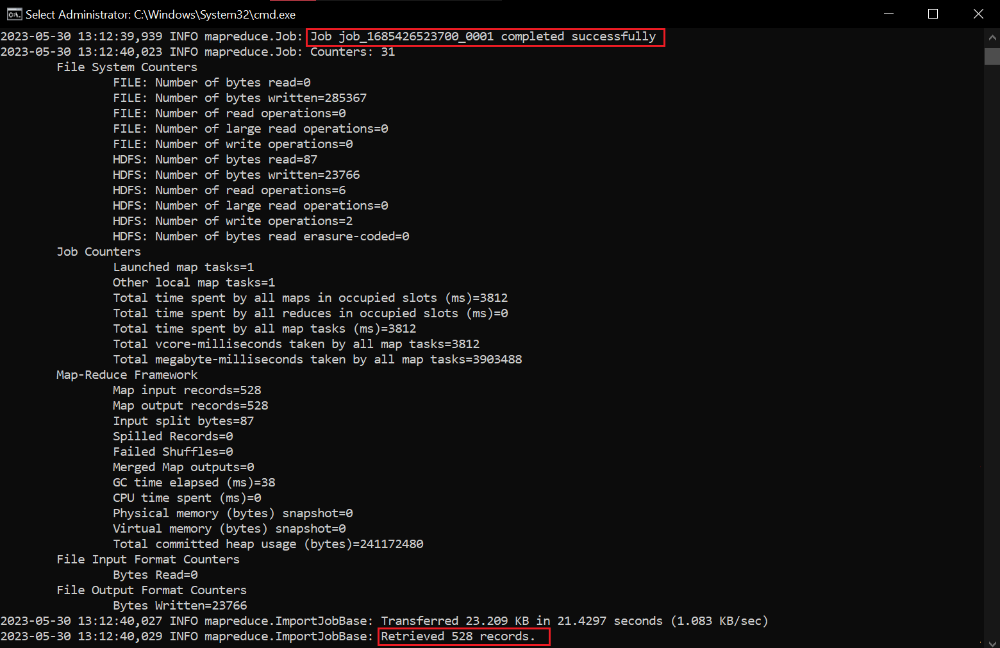 Select Administrator: C:\Windows\System32\cmd.exe
2023-05-30 13:12:39,939 INFO mapreduce.Job: Job job_1685426523700_0001 completed successfully
2023-05-30 13:12:40,023 INFO mapreduce.Job: Counters: 31
File System Counters
FILE: Number of bytes read=0
FILE: Number of bytes written=285367
FILE: Number of read operations=0
FILE: Number of large read operations=0
FILE: Number of write operations=0
HDFS: Number of bytes read=87
HDFS: Number of bytes written=23766
HDFS: Number of read operations=6
HDFS: Number of large read operations=0
HDFS: Number of write operations=2
HDFS: Number of bytes read erasure-coded=0
Job Counters
Launched map tasks=1
Other local map tasks=1
Total time spent by all maps in occupied slots (ms)=3812
Total time spent by all reduces in occupied slots (ms)=0
Total time spent by all map tasks (ms)=3812
Total vcore-milliseconds taken by all map tasks=3812
Total megabyte-milliseconds taken by all map tasks=3903488
Map-Reduce Framework
Map input records=528
Map output records=528
Input split bytes=87
Spilled Records=0
Failed Shuffles=0
Merged Map outputs=0
GC time elapsed (ms)=38
CPU time spent (ms)=0
Physical memory (bytes) snapshot=0
Virtual memory (bytes) snapshot=0
Total committed heap usage (bytes)=241172480
File Input Format Counters
Bytes Read=0
File Output Format Counters
Bytes Written=23766
2023-05-30 13:12:40,027 INFO mapreduce.ImportJobBase: Transferred 23.209 KB in 21.4297 seconds (1.083 KB/sec)
2023-05-30 13:12:40,029 INFO mapreduce.ImportJobBase: Retrieved 528 records.